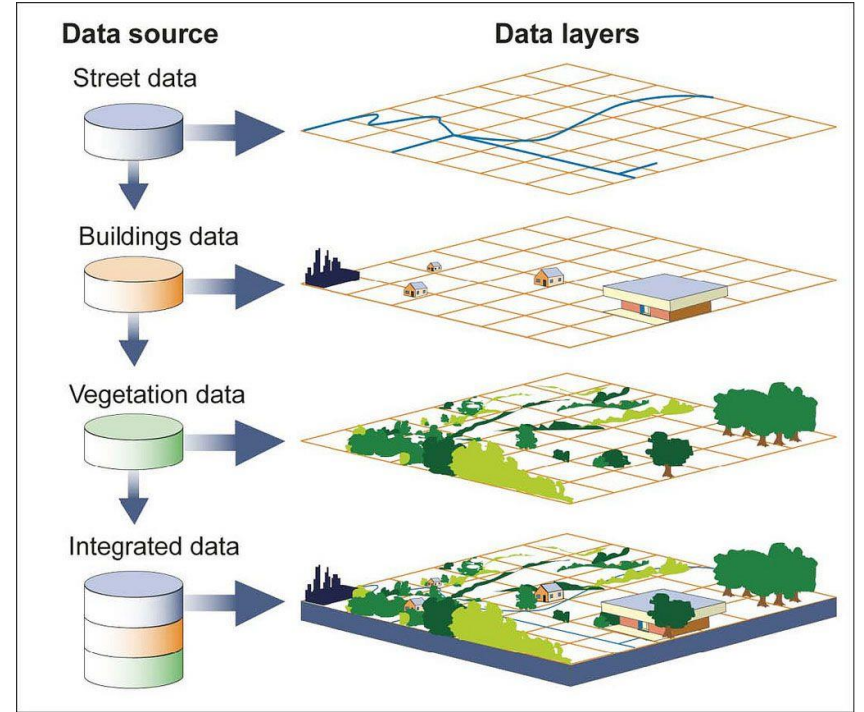 Data source
Data layers
Street data
Buildings data
Vegetation data
Integrated data